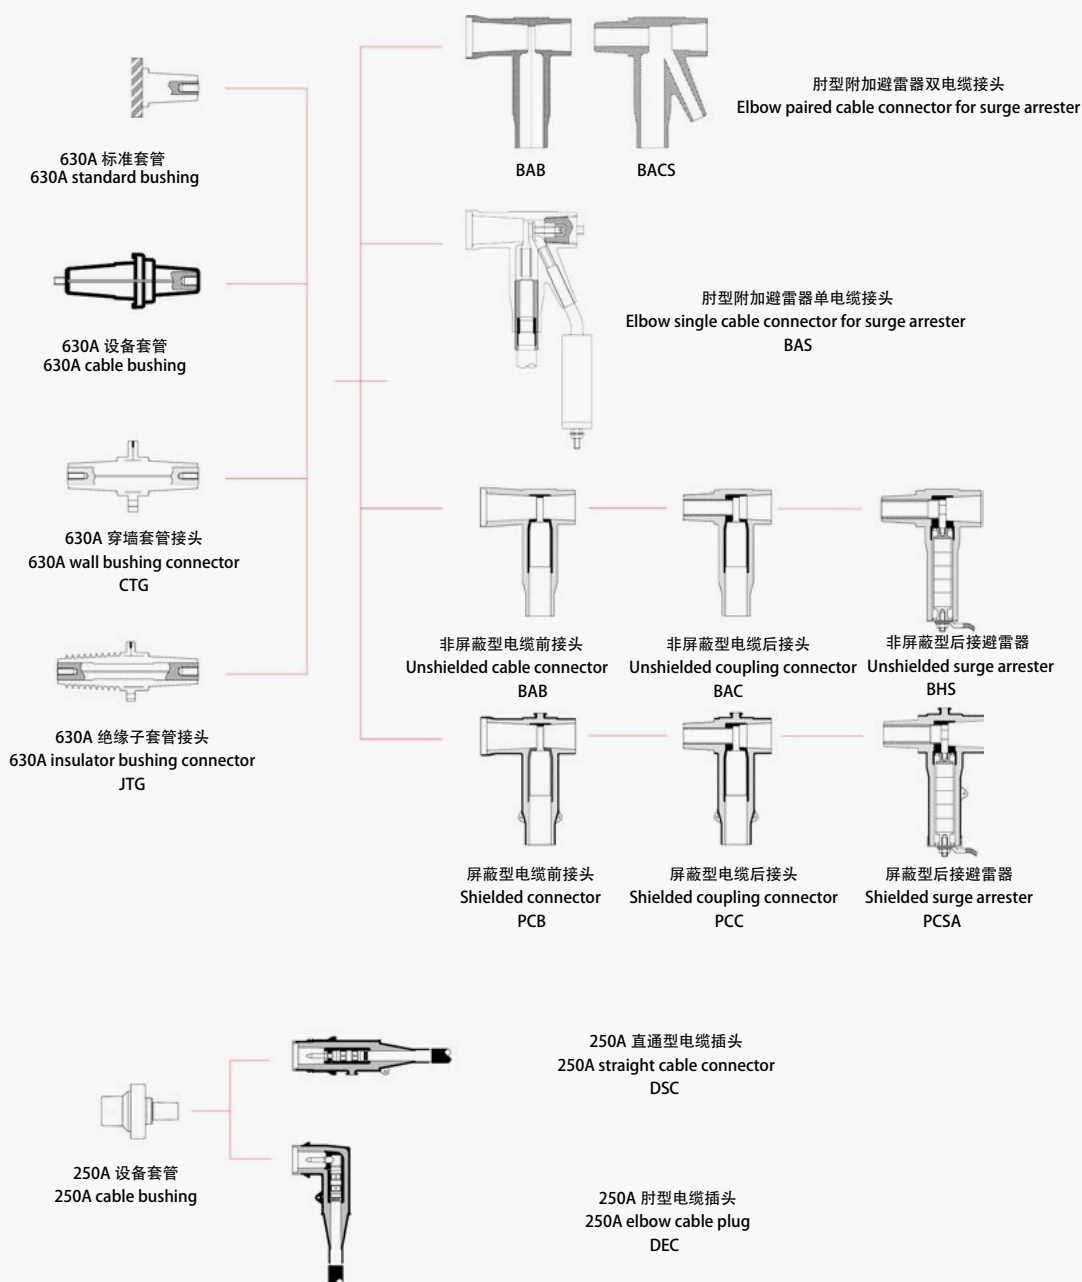 630A 标准套管
630A standard bushing
630A 设备套管
630A cable bushing
630A 穿墙套管接头
630A wall bushing connector
CTG
630A 绝缘子套管接头
630A insulator bushing connector
JTG
BAB
BACS
肘型附加避雷器双电缆接头
Elbow paired cable connector for surge arrester
肘型附加避雷器单电缆接头
Elbow single cable connector for surge arrester
BAS
非屏蔽型电缆前接头
Unshielded cable connector
BAB
非屏蔽型电缆后接头
Unshielded coupling connector
BAC
非屏蔽型后接避雷器
Unshielded surge arrester
BHS
屏蔽型电缆前接头
Shielded connector
PCB
屏蔽型电缆后接头
Shielded coupling connector
PCC
屏蔽型后接避雷器
Shielded surge arrester
PCSA
250A 设备套管
250A cable bushing
250A 直通型电缆插头
250A straight cable connector
DSC
250A 肘型电缆插头
250A elbow cable plug
DEC